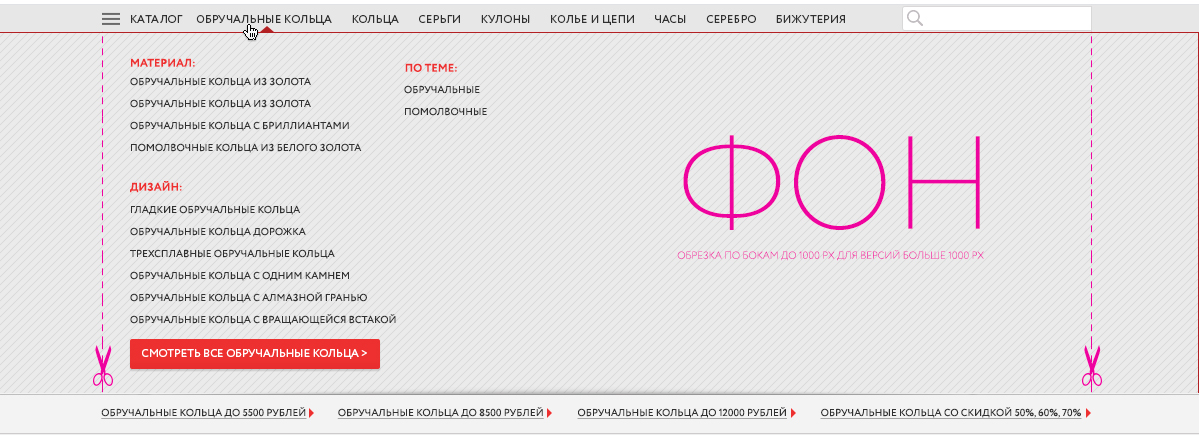 КАТАЛОГ ОБРУЧАЛЬНЫЕ КОЛЬЦА КОЛЬЦА СЕРЬГИ КУЛОНЫ КОЛЬЕ И ЦЕПИ ЧАСЫ СЕРЕБРО БИЖУТЕРИЯ
МАТЕРИАЛ:
ОБРУЧАЛЬНЫЕ КОЛЬЦА ИЗ ЗОЛОТА
ОБРУЧАЛЬНЫЕ КОЛЬЦА ИЗ ЗОЛОТА
ОБРУЧАЛЬНЫЕ КОЛЬЦА С БРИЛЛИАНТАМИ
ПОМОЛВОЧНЫЕ КОЛЬЦА ИЗ БЕЛОГО ЗОЛОТА
ДИЗАЙН:
ГЛАДКИЕ ОБРУЧАЛЬНЫЕ КОЛЬЦА
ОБРУЧАЛЬНЫЕ КОЛЬЦА ДОРОЖКА
ТРЕХСПЛАВНЫЕ ОБРУЧАЛЬНЫЕ КОЛЬЦА
ОБРУЧАЛЬНЫЕ КОЛЬЦА С ОДНИМ КАМНЕМ
ОБРУЧАЛЬНЫЕ КОЛЬЦА С АЛМАЗНОЙ ГРАНЬЮ
ОБРУЧАЛЬНЫЕ КОЛЬЦА С ВРАЩАЮЩЕЙСЯ ВСТАКОЙ
СМОТРЕТЬ ВСЕ ОБРУЧАЛЬНЫЕ КОЛЬЦА >
ПО ТЕМЕ:
ОБРУЧАЛЬНЫЕ
ПОМОЛВОЧНЫЕ
ФОН
ОБРЕЗКА ПО БОКАМ ДО 1000 PX ДЛЯ ВЕРСИЙ БОЛЬШЕ 1000 PX
ОБРУЧАЛЬНЫЕ КОЛЬЦА ДО 5500 РУБЛЕЙ ОБРУЧАЛЬНЫЕ КОЛЬЦА ДО 8500 РУБЛЕЙ ОБРУЧАЛЬНЫЕ КОЛЬЦА ДО 12000 РУБЛЕЙ ОБРУЧАЛЬНЫЕ КОЛЬЦА СО СКИДКОЙ 50%, 60%, 70%